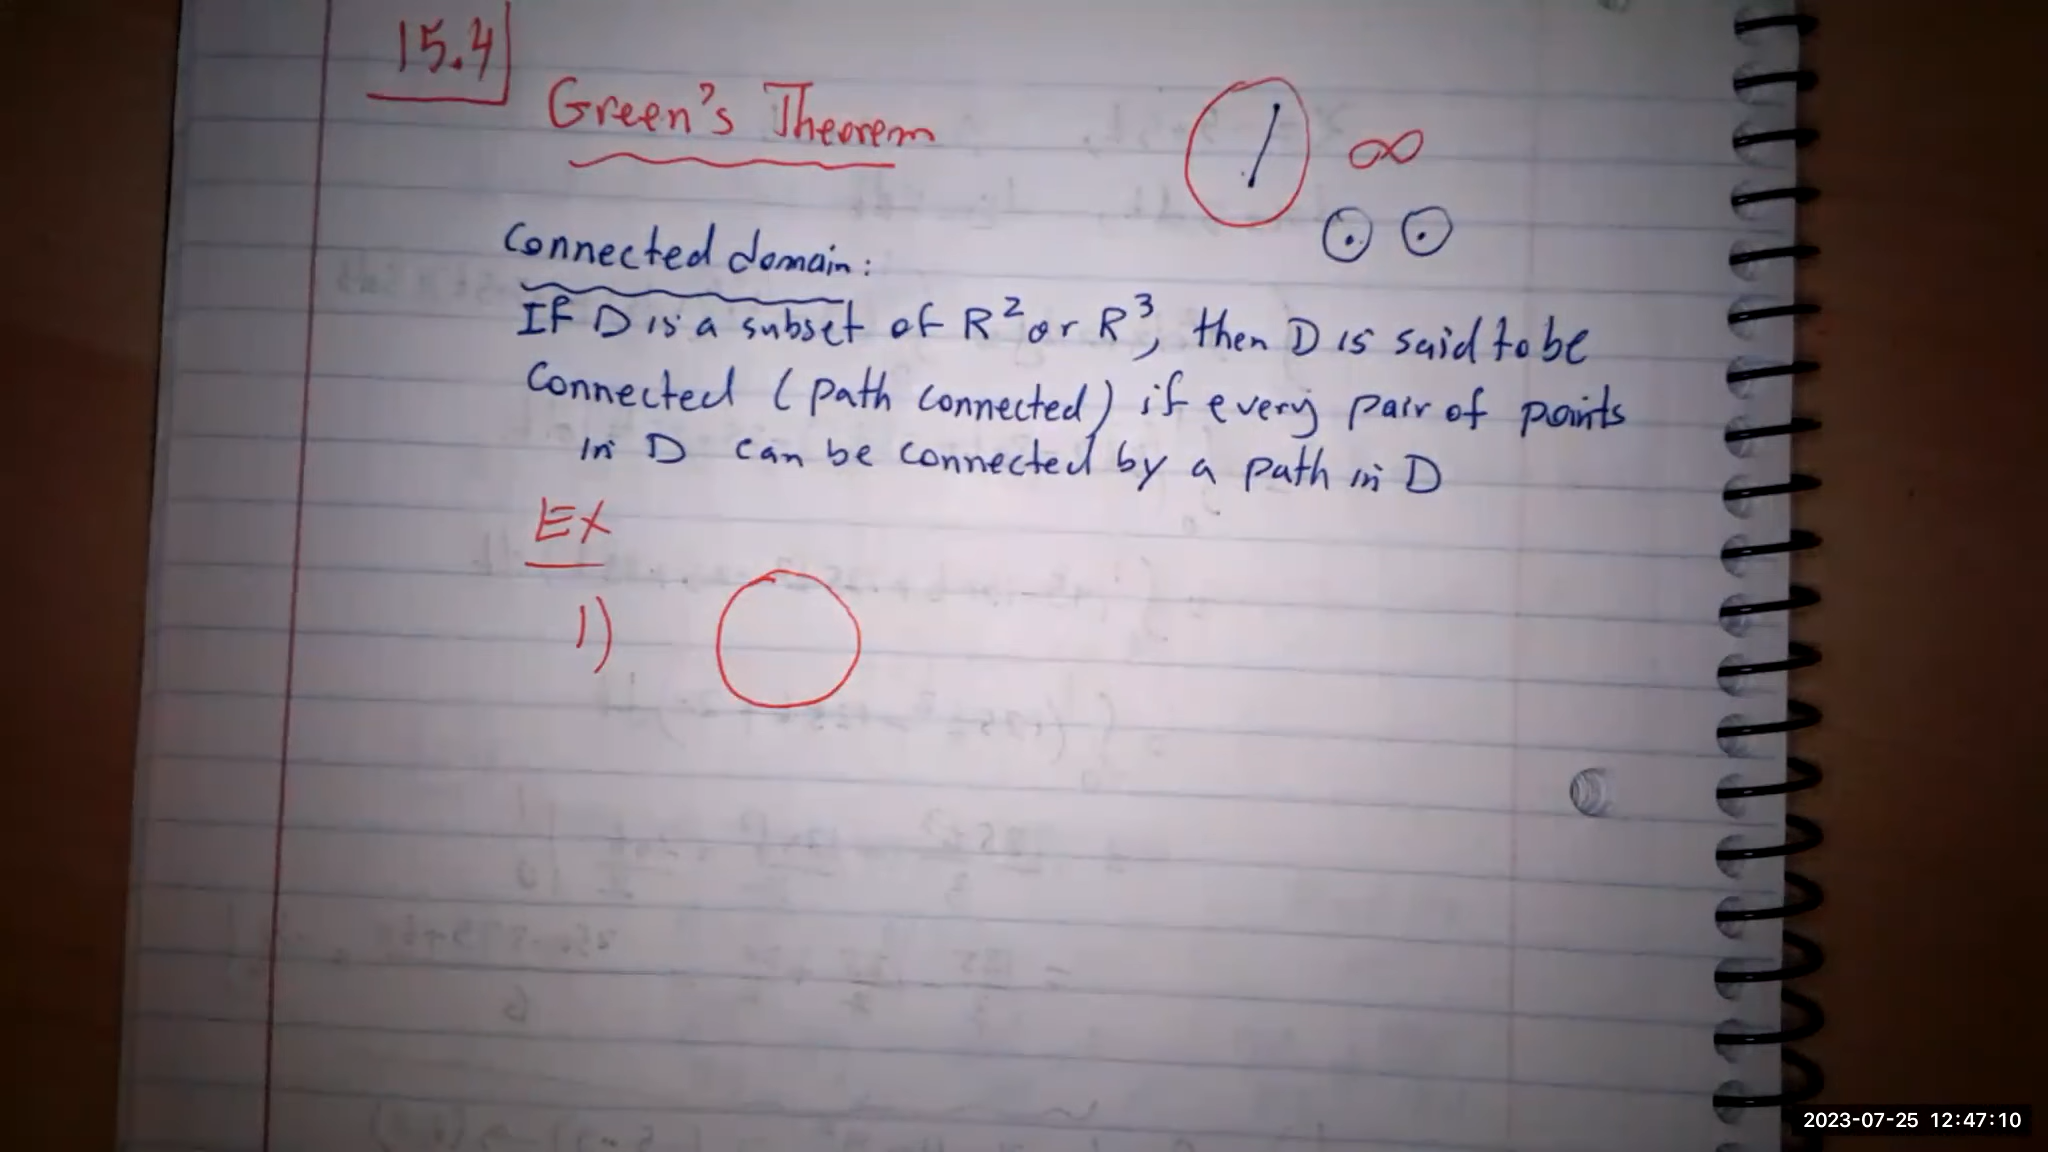 15.4
Green's Theorem
∞
Connected domain:
If D is a subset of R² or R³, then D is said to be
Connected (path connected) if every pair of points
in D can be connected by a path in D
EX
1)
2023-07-25 12:47:10